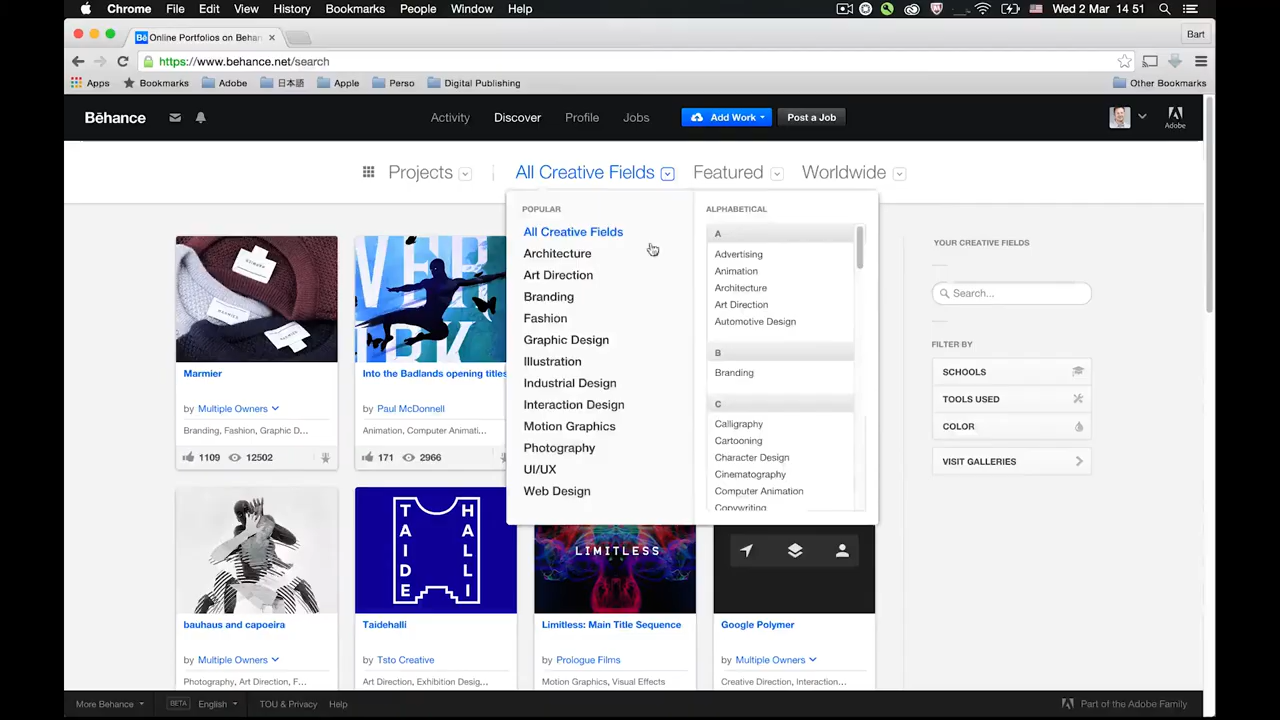 Chrome File Edit View History Bookmarks People Window Help Wed 2 Mar 14:51
Bē Online Portfolios on Behan Bart
https://www.behance.net/search
Apps Bookmarks Adobe 日本語 Apple Perso Digital Publishing Other Bookmarks
Bēhance Activity Discover Profile Jobs Add Work Post a Job Adobe
Projects All Creative Fields Featured Worldwide
POPULAR
All Creative Fields
Architecture
Art Direction
Branding
Fashion
Graphic Design
Illustration
Industrial Design
Interaction Design
Motion Graphics
Photography
UI/UX
Web Design
ALPHABETICAL
A
Advertising
Animation
Architecture
Art Direction
Automotive Design
B
Branding
C
Calligraphy
Cartooning
Character Design
Cinematography
Computer Animation
Copywriting
YOUR CREATIVE FIELDS
Search...
FILTER BY
SCHOOLS
TOOLS USED
COLOR
VISIT GALLERIES
Marmier
by Multiple Owners
Branding, Fashion, Graphic D...
1109 12502
Into the Badlands opening titles
by Paul McDonnell
Animation, Computer Animati...
171 2966
TAIDE
HALLI
LIMITLESS
bauhaus and capoeira
by Multiple Owners
Photography, Art Direction, F...
Taidehalli
by Tsto Creative
Art Direction, Exhibition Desig...
Limitless: Main Title Sequence
by Prologue Films
Motion Graphics, Visual Effects
Google Polymer
by Multiple Owners
Creative Direction, Interaction...
More Behance BETA English TOU & Privacy Help Part of the Adobe Family